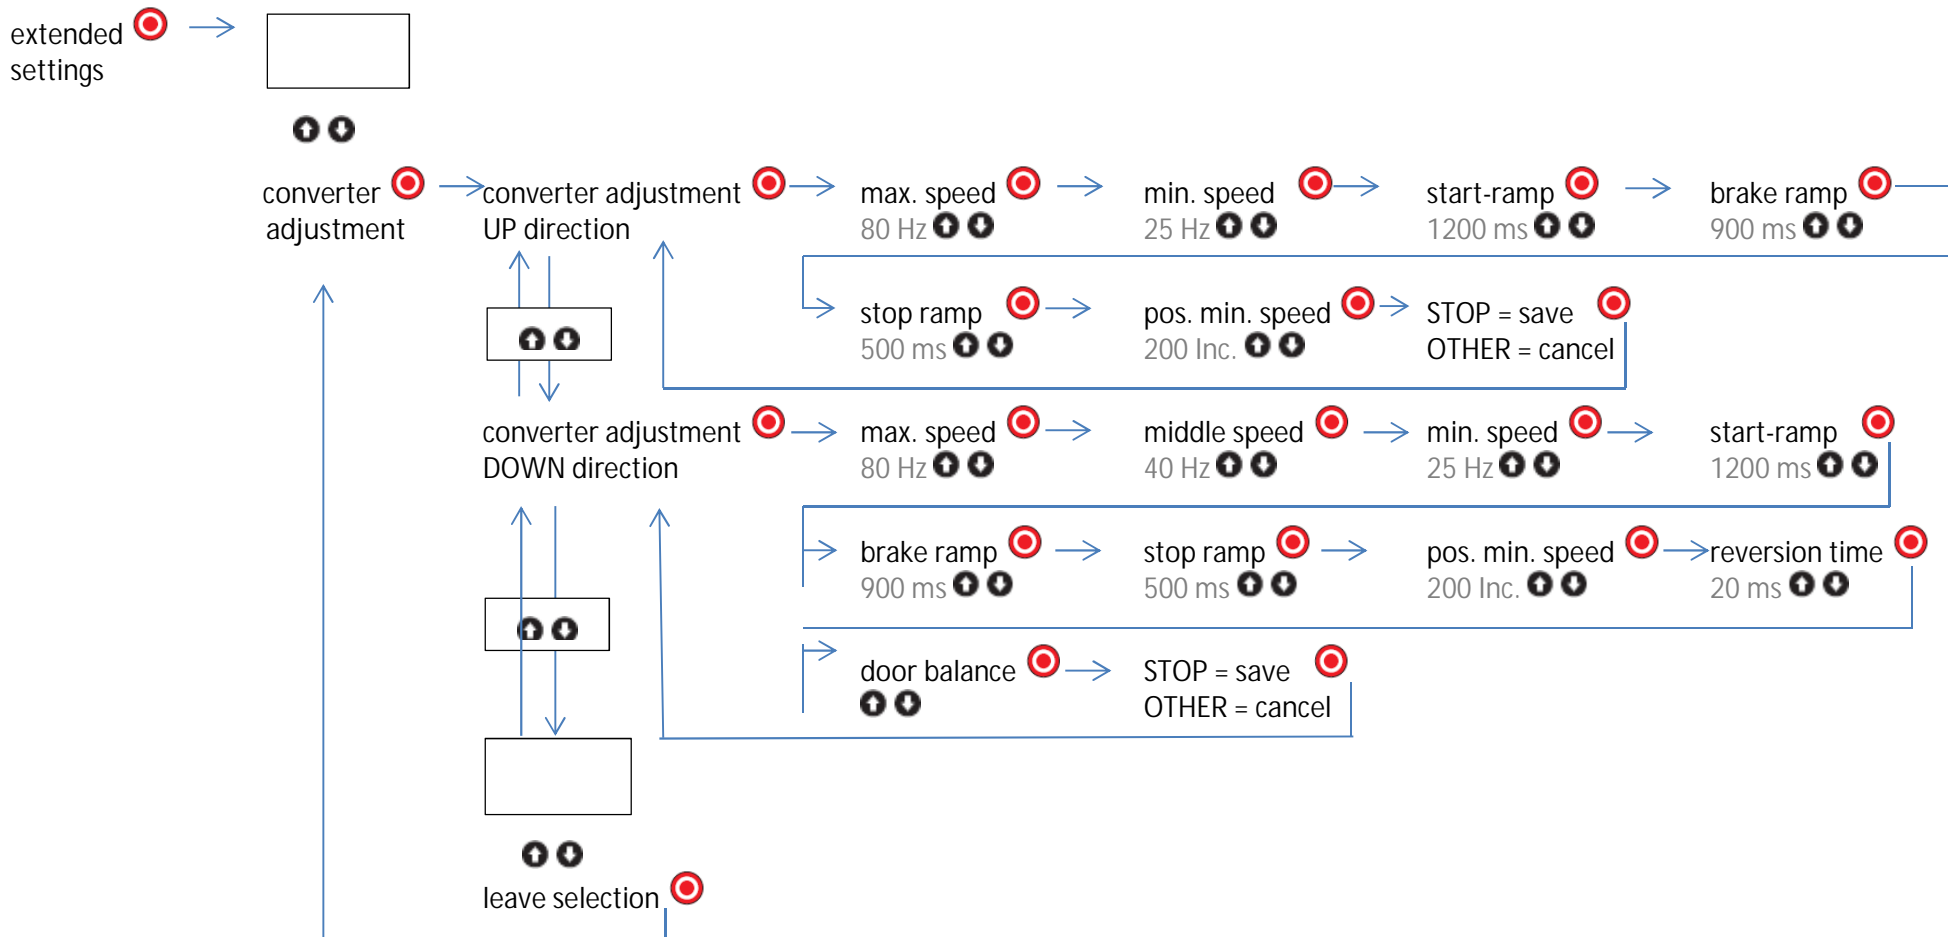 extended
settings
converter
adjustment
converter adjustment
UP direction
max. speed
80 Hz
min. speed
25 Hz
start-ramp
1200 ms
brake ramp
900 ms
stop ramp
500 ms
pos. min. speed
200 Inc.
STOP = save
OTHER = cancel
converter adjustment
DOWN direction
max. speed
80 Hz
middle speed
40 Hz
min. speed
25 Hz
start-ramp
1200 ms
brake ramp
900 ms
stop ramp
500 ms
pos. min. speed
200 Inc.
reversion time
20 ms
door balance
STOP = save
OTHER = cancel
leave selection